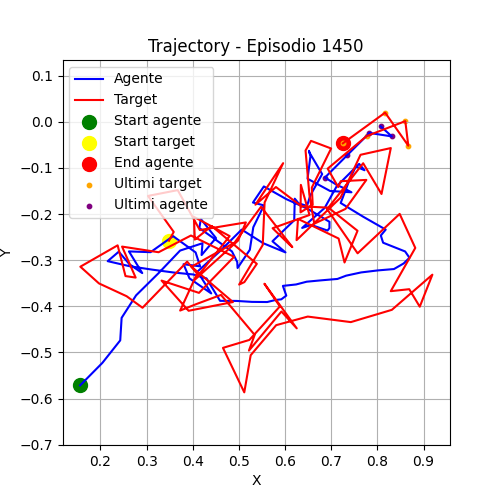 Trajectory - Episodio 1450
Agente
Target
Start agente
Start target
End agente
Ultimi target
Ultimi agente
0.1
0.0
−0.1
−0.2
−0.3
−0.4
−0.5
−0.6
−0.7
Y
0.2
0.3
0.4
0.5
0.6
0.7
0.8
0.9
X